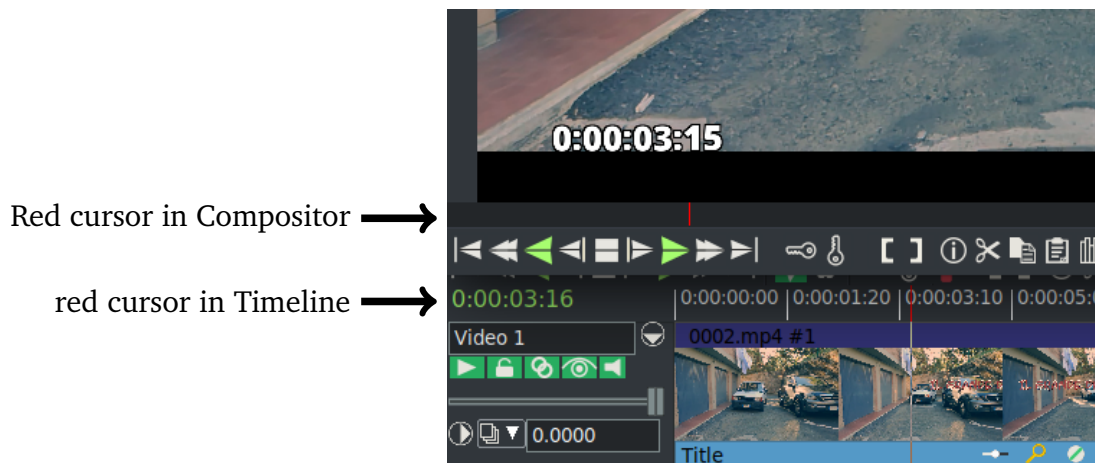 0:00:03:15
Red cursor in Compositor
red cursor in Timeline
0:00:03:16
0:00:00:00 0:00:01:20 0:00:03:10 0:00:05:
Video 1
0002.mp4 #1
0.0000
Title